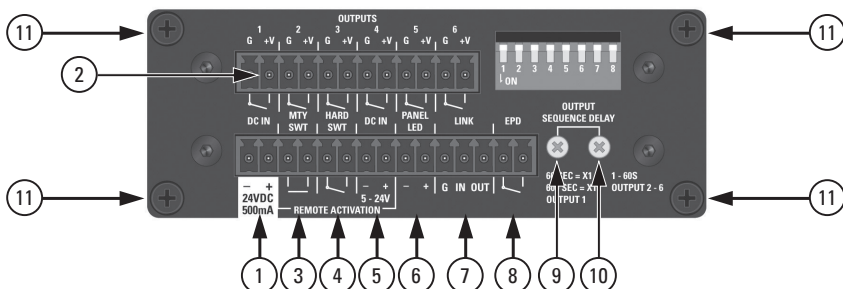 OUTPUTS
1 2 3 4 5 6
G +V G +V G +V G +V G +V G +V
1 2 3 4 5 6 7 8
ON
DC IN
MTY SWT
HARD SWT
DC IN
PANEL LED
LINK
EPD
OUTPUT
SEQUENCE DELAY
1 - 60S
OUTPUT 2 - 6
OUTPUT 1
− +
24VDC
500mA
REMOTE ACTIVATION
− +
5 - 24V
− +
G IN OUT
11
11
2
11
11
1
3
4
5
6
7
8
9
10